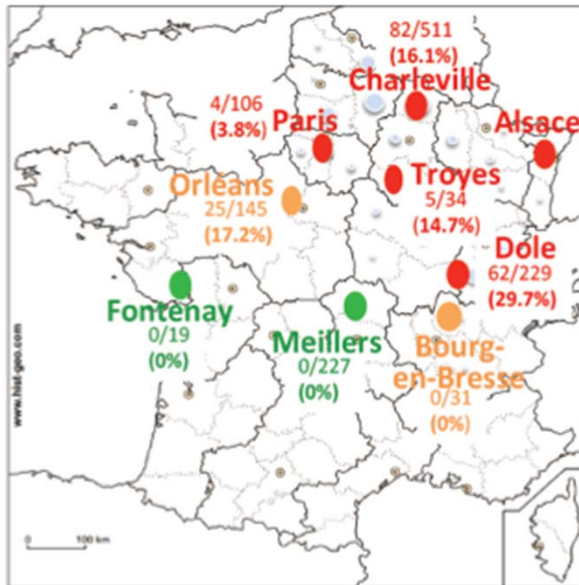 82/511
(16.1%)
Charleville
4/106
(3.8%)
Paris
Alsace
Orléans
25/145
(17.2%)
Troyes
5/34
(14.7%)
Dole
62/229
(29.7%)
Fontenay
0/19
(0%)
Meillers
0/227
(0%)
Bourg-
en-Bresse
0/31
(0%)
www.hist-geo.com
0 100 km